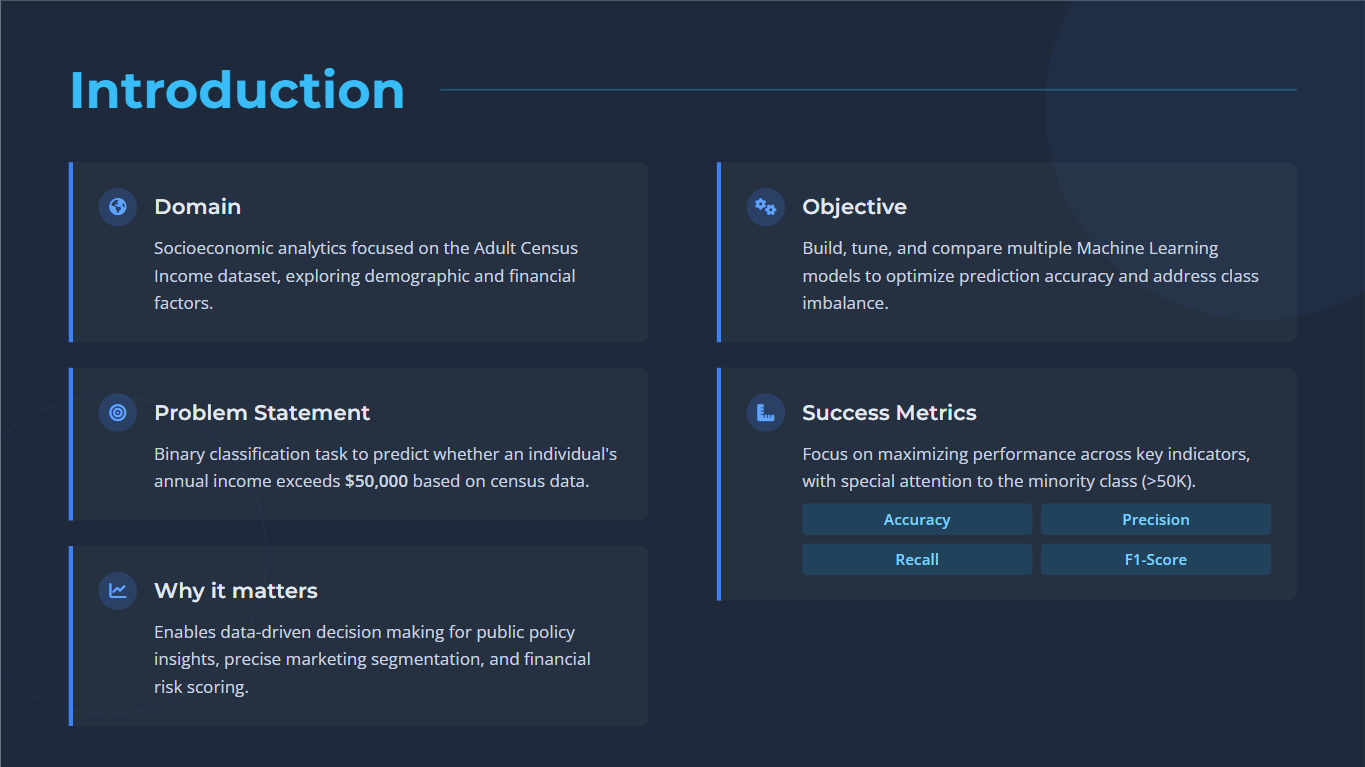 Introduction
Domain
Socioeconomic analytics focused on the Adult Census
Income dataset, exploring demographic and financial
factors.
Problem Statement
Binary classification task to predict whether an individual's
annual income exceeds $50,000 based on census data.
Why it matters
Enables data-driven decision making for public policy
insights, precise marketing segmentation, and financial
risk scoring.
Objective
Build, tune, and compare multiple Machine Learning
models to optimize prediction accuracy and address class
imbalance.
Success Metrics
Focus on maximizing performance across key indicators,
with special attention to the minority class (>50K).
Accuracy
Precision
Recall
F1-Score